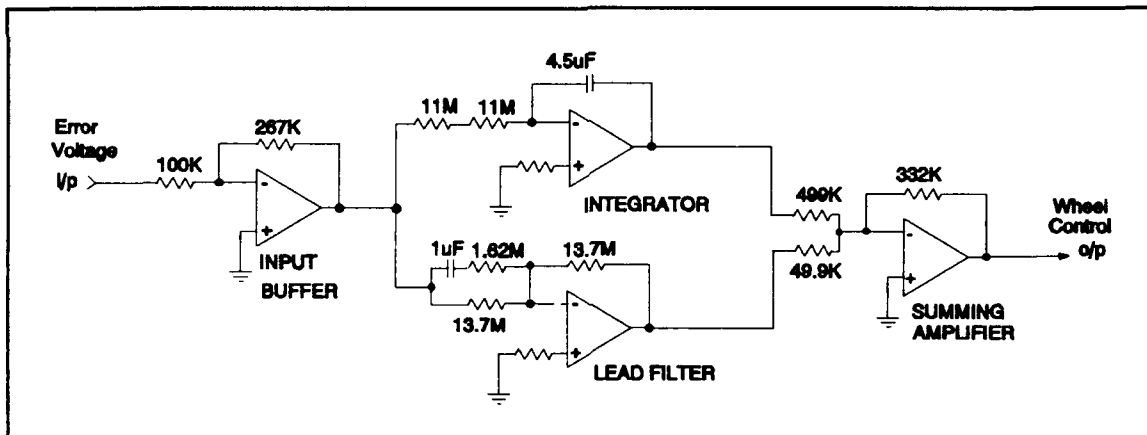 Error
Voltage
I/p
100K
267K
-
+
INPUT
BUFFER
11M
11M
4.5uF
-
+
INTEGRATOR
1uF
1.62M
13.7M
13.7M
-
+
LEAD FILTER
499K
49.9K
332K
-
+
SUMMING
AMPLIFIER
Wheel
Control
o/p